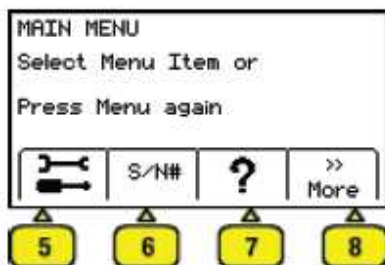 MAIN MENU
Select Menu Item or
Press Menu again
S/N# ? >>
More
5 6 7 8